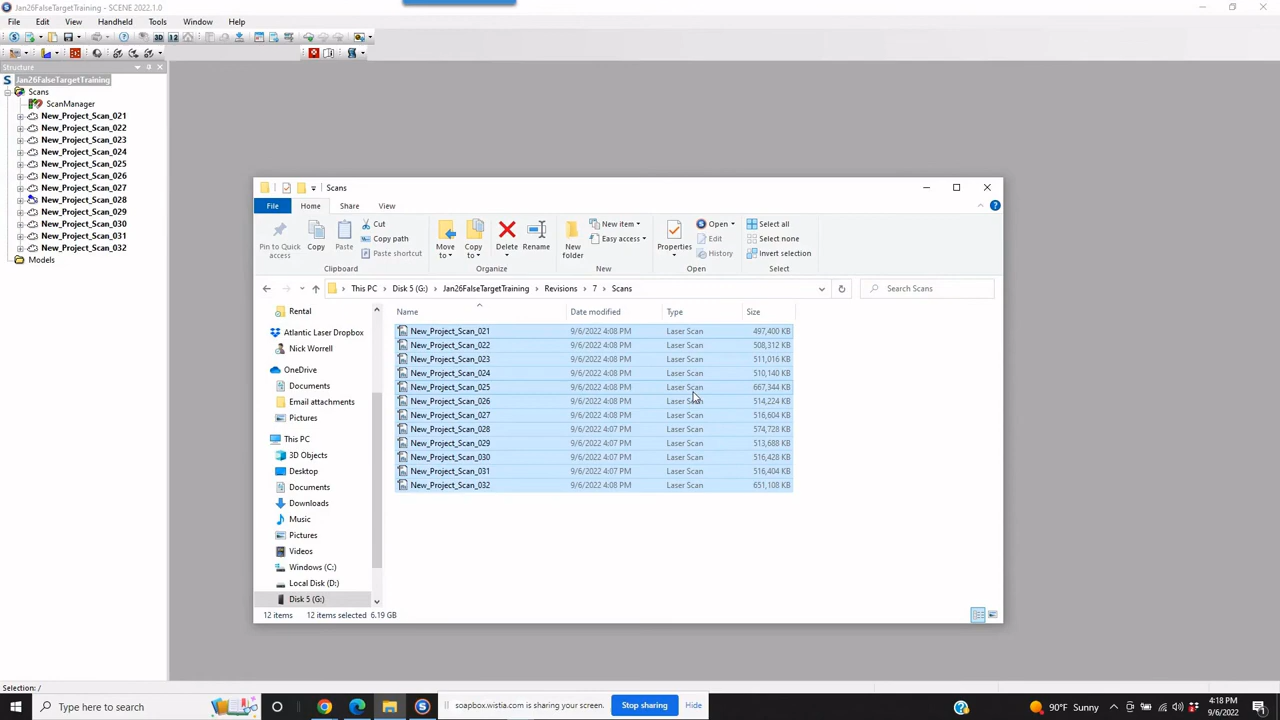 Jan26FalseTargetTraining - SCENE 2022.1.0
File Edit View Handheld Tools Window Help
Structure
Jan26FalseTargetTraining
Scans
ScanManager
New_Project_Scan_021
New_Project_Scan_022
New_Project_Scan_023
New_Project_Scan_024
New_Project_Scan_025
New_Project_Scan_026
New_Project_Scan_027
New_Project_Scan_028
New_Project_Scan_029
New_Project_Scan_030
New_Project_Scan_031
New_Project_Scan_032
Models
Scans
File Home Share View
Pin to Quick access
Copy
Paste
Cut
Copy path
Paste shortcut
Clipboard
Move to
Copy to
Delete
Rename
Organize
New folder
New item
Easy access
New
Properties
Open
Edit
History
Open
Select all
Select none
Invert selection
Select
This PC > Disk 5 (G:) > Jan26FalseTargetTraining > Revisions > 7 > Scans
Search Scans
Rental
Atlantic Laser Dropbox
Nick Worrell
OneDrive
Documents
Email attachments
Pictures
This PC
3D Objects
Desktop
Documents
Downloads
Music
Pictures
Videos
Windows (C:)
Local Disk (D:)
Disk 5 (G:)
Name Date modified Type Size
New_Project_Scan_021 9/6/2022 4:08 PM Laser Scan 497,400 KB
New_Project_Scan_022 9/6/2022 4:08 PM Laser Scan 508,312 KB
New_Project_Scan_023 9/6/2022 4:08 PM Laser Scan 511,016 KB
New_Project_Scan_024 9/6/2022 4:08 PM Laser Scan 510,140 KB
New_Project_Scan_025 9/6/2022 4:08 PM Laser Scan 667,344 KB
New_Project_Scan_026 9/6/2022 4:08 PM Laser Scan 514,224 KB
New_Project_Scan_027 9/6/2022 4:08 PM Laser Scan 516,604 KB
New_Project_Scan_028 9/6/2022 4:07 PM Laser Scan 574,728 KB
New_Project_Scan_029 9/6/2022 4:07 PM Laser Scan 513,688 KB
New_Project_Scan_030 9/6/2022 4:07 PM Laser Scan 516,428 KB
New_Project_Scan_031 9/6/2022 4:07 PM Laser Scan 516,404 KB
New_Project_Scan_032 9/6/2022 4:07 PM Laser Scan 651,108 KB
12 items 12 items selected 6.19 GB
Selection: /
Type here to search
soapbox.wistia.com is sharing your screen.
Stop sharing
Hide
90°F Sunny
4:18 PM
9/6/2022